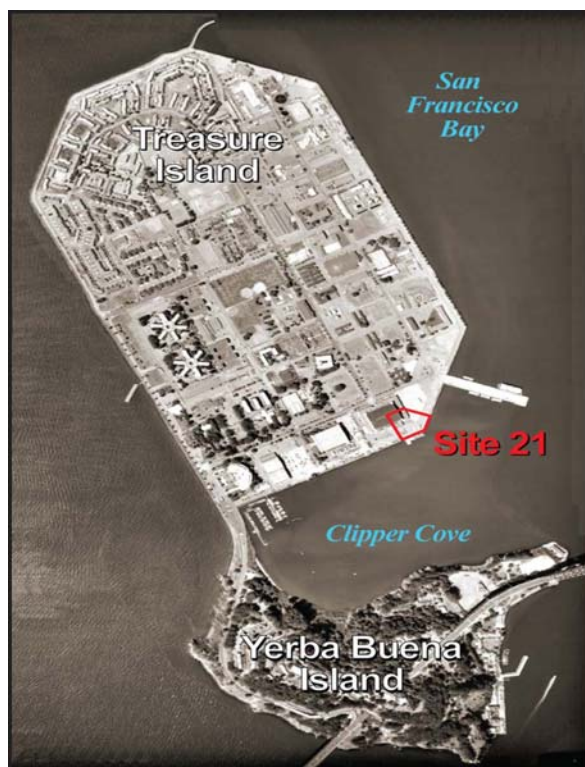 San
Francisco
Bay
Treasure
Island
Site 21
Clipper Cove
Yerba Buena
Island